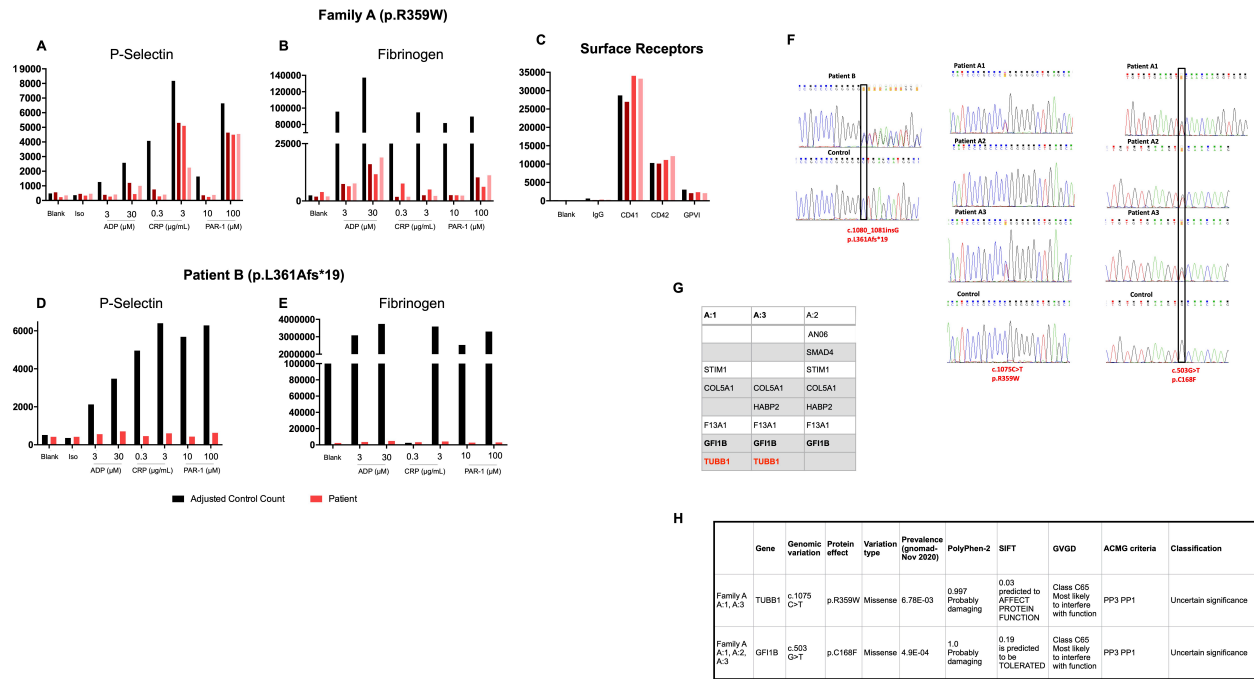 Family A (p.R359W)
A
P-Selectin
19000
9000
8000
7000
6000
5000
4000
3000
2000
1000
0
Blank
Iso
3
30
0.3
3
10
100
ADP (µM)
CRP (µg/mL)
PAR-1 (µM)
B
Fibrinogen
140000
120000
100000
80000
25000
0
Blank
3
30
0.3
3
10
100
ADP (µM)
CRP (µg/mL)
PAR-1 (µM)
C
Surface Receptors
35000
30000
25000
20000
15000
10000
5000
0
Blank
IgG
CD41
CD42
GPVI
Patient B (p.L361Afs*19)
D
P-Selectin
6000
4000
2000
0
Blank
Iso
3
30
0.3
3
10
100
ADP (µM)
CRP (µg/mL)
PAR-1 (µM)
E
Fibrinogen
4000000
3000000
2000000
100000
80000
60000
40000
20000
0
Blank
3
30
0.3
3
10
100
ADP (µM)
CRP (µg/mL)
PAR-1 (µM)
Adjusted Control Count
Patient
F
Patient B
Control
c.1080_1081insG
p.L361Afs*19
Patient A1
Patient A2
Patient A3
Control
c.1075C>T
p.R359W
Patient A1
Patient A2
Patient A3
Control
c.503G>T
p.C168F
G
A:1 A:3 A:2
AN06
SMAD4
STIM1 STIM1
COL5A1 COL5A1 COL5A1
HABP2 HABP2
F13A1 F13A1 F13A1
GFI1B GFI1B GFI1B
TUBB1 TUBB1
H
Gene
Genomic
variation
Protein
effect
Variation
type
Prevalence
(gnomad-
Nov 2020)
PolyPhen-2
SIFT
GVGD
ACMG criteria
Classification
Family A
A:1, A:3
TUBB1
c.1075
C>T
p.R359W
Missense
6.78E-03
0.997
Probably
damaging
0.03
predicted to
AFFECT
PROTEIN
FUNCTION
Class C65
Most likely
to interfere
with function
PP3 PP1
Uncertain significance
Family A
A:1, A:2,
A:3
GFI1B
c.503
G>T
p.C168F
Missense
4.9E-04
1.0
Probably
damaging
0.19
is predicted
to be
TOLERATED
Class C65
Most likely
to interfere
with function
PP3 PP1
Uncertain significance